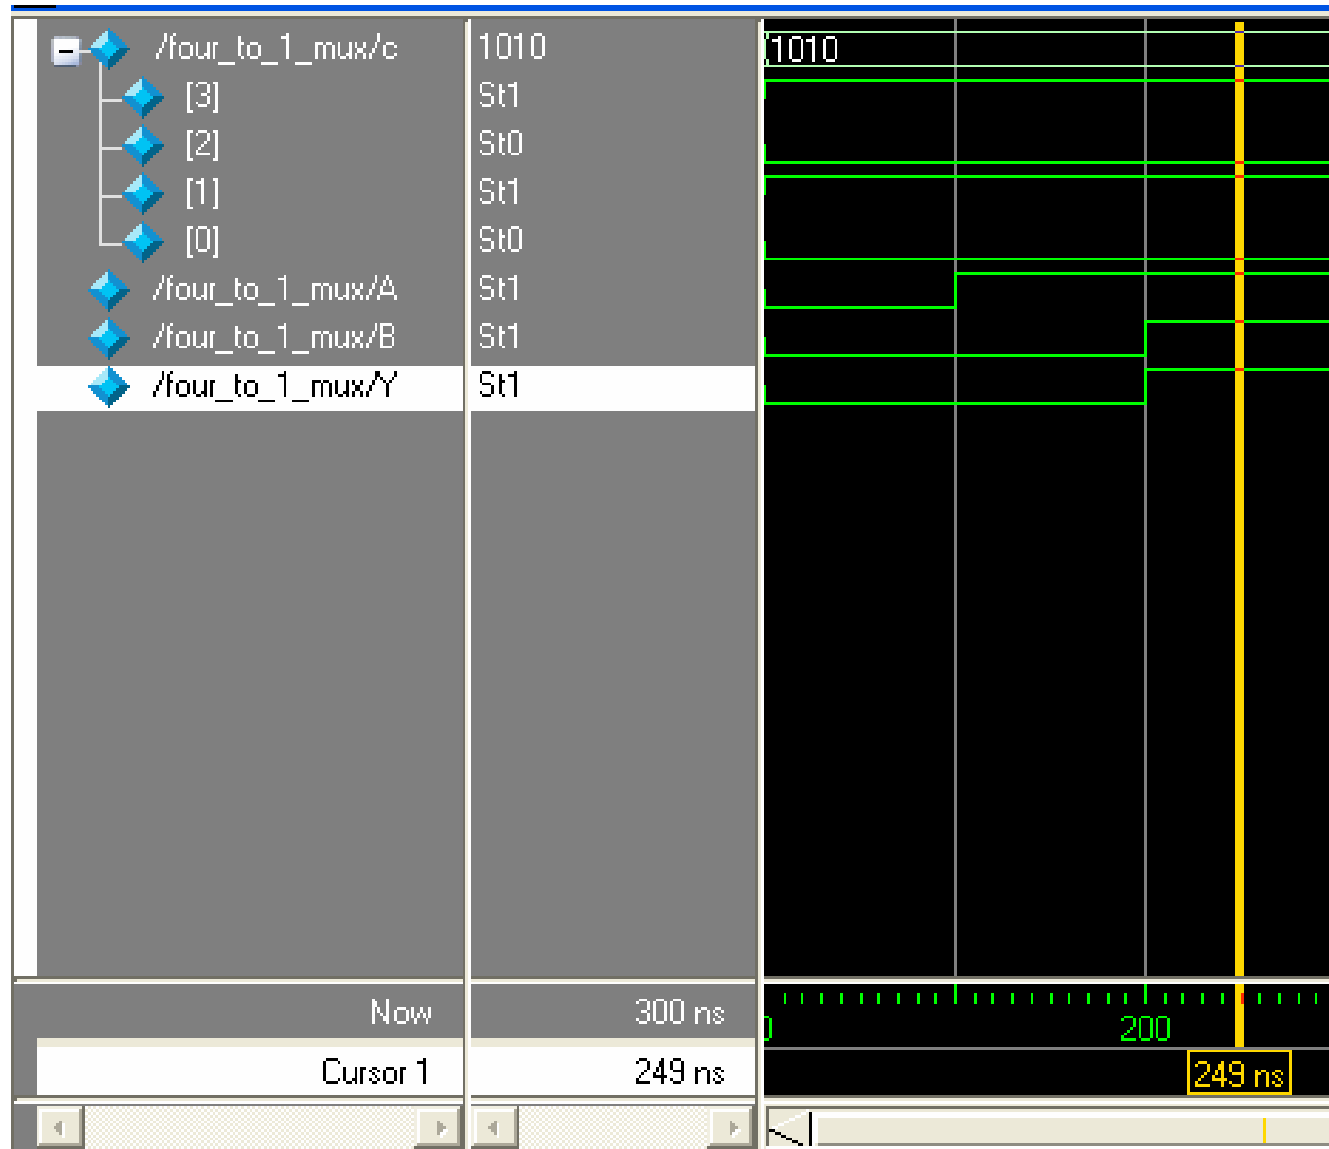 /four_to_1_mux/c 1010 1010
[3] St1
[2] St0
[1] St1
[0] St0
/four_to_1_mux/A St1
/four_to_1_mux/B St1
/four_to_1_mux/Y St1
Now 300 ns 200
Cursor 1 249 ns 249 ns